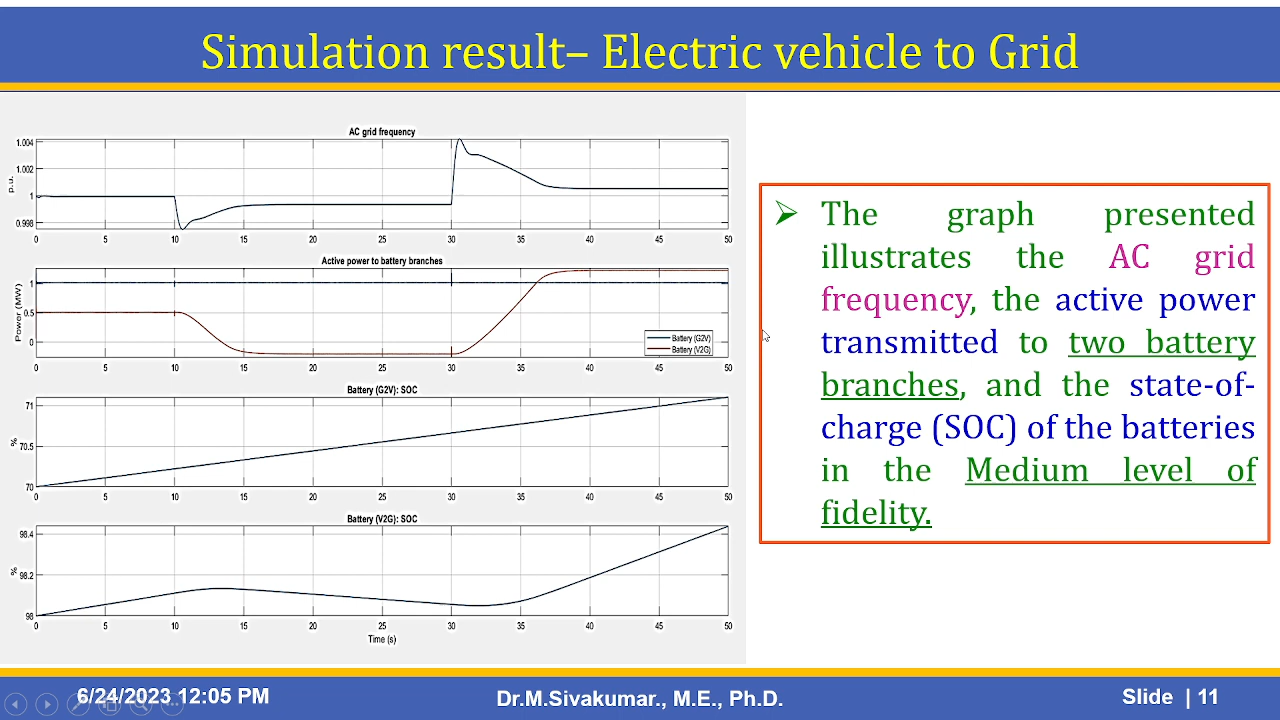 Simulation result– Electric vehicle to Grid
AC grid frequency
p.u.
1.004
1.002
1
0.998
0 5 10 15 20 25 30 35 40 45 50
Active power to battery branches
Power (MW)
1
0.5
0
Battery (G2V)
Battery (V2G)
0 5 10 15 20 25 30 35 40 45 50
Battery (G2V): SOC
%
71
70.5
70
0 5 10 15 20 25 30 35 40 45 50
Battery (V2G): SOC
%
98.4
98.2
98
0 5 10 15 20 25 30 35 40 45 50
Time (s)
➢ The graph presented
illustrates the AC grid
frequency, the active power
transmitted to two battery
branches, and the state-of-
charge (SOC) of the batteries
in the Medium level of
fidelity.
6/24/2023 12:05 PM
Dr.M.Sivakumar., M.E., Ph.D.
Slide | 11